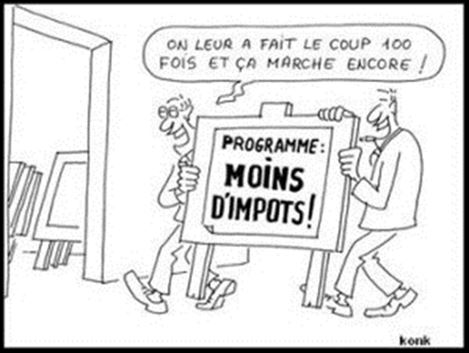 ON LEUR A FAIT LE COUP 100
FOIS ET ÇA MARCHE ENCORE !
PROGRAMME:
MOINS
D'IMPOTS!
konk